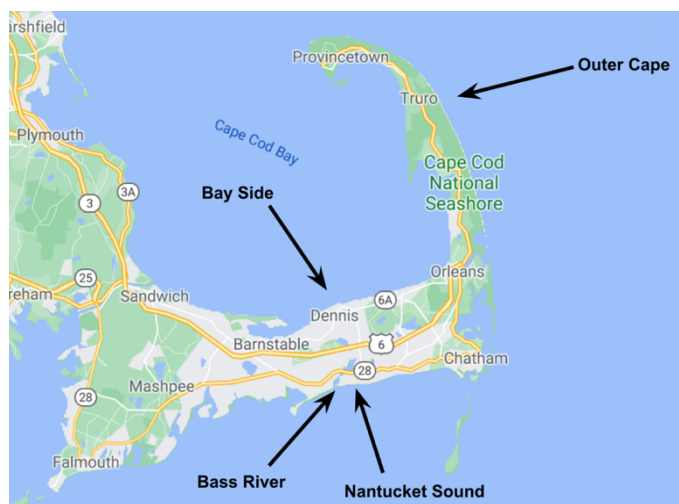 arshfield
Provincetown
Outer Cape
Truro
Plymouth
Cape Cod Bay
Cape Cod
National
Seashore
3A
Bay Side
3
25
Orleans
reham
Sandwich
6A
Dennis
Barnstable
6
Chatham
28
Mashpee
28
Falmouth
Bass River
Nantucket Sound